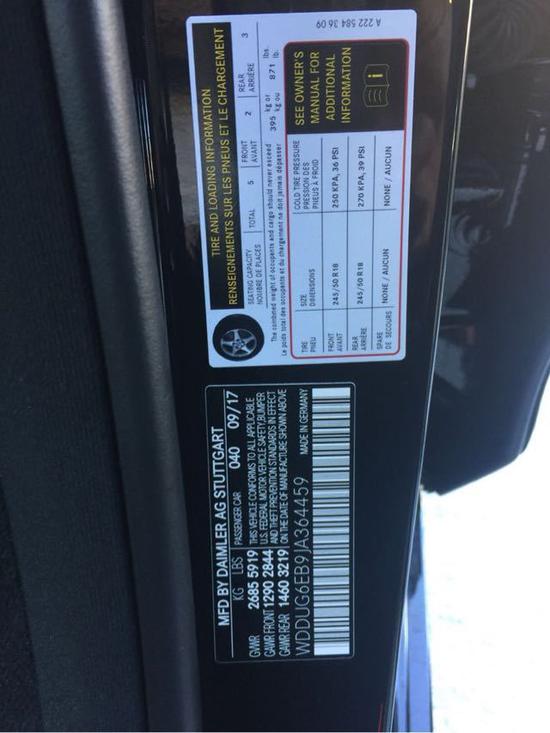 A 222 584 36 09
TIRE AND LOADING INFORMATION
RENSEIGNEMENTS SUR LES PNEUS ET LE CHARGEMENT
SEATING CAPACITY
NOMBRE DE PLACES
TOTAL 5
FRONT
AVANT 2
REAR
ARRIÈRE 3
The combined weight of occupants and cargo should never exceed 395 kg or 871 lbs.
Le poids total des occupants et du chargement ne doit jamais dépasser kg ou lb.
TIRE
PNEU
SIZE
DIMENSIONS
COLD TIRE PRESSURE
PRESSION DES
PNEUS À FROID
SEE OWNER'S
MANUAL FOR
ADDITIONAL
INFORMATION
FRONT
AVANT
245/50 R18
250 KPA, 36 PSI
REAR
ARRIÈRE
245/50 R18
270 KPA, 39 PSI
SPARE
DE SECOURS
NONE / AUCUN
NONE / AUCUN
MFD BY DAIMLER AG STUTTGART
PASSENGER CAR 040 09/17
KG LBS
GVWR 2685 5919
GAWR FRONT 1290 2844
GAWR REAR 1460 3219
THIS VEHICLE CONFORMS TO ALL APPLICABLE
U.S. FEDERAL MOTOR VEHICLE SAFETY, BUMPER
AND THEFT PREVENTION STANDARDS IN EFFECT
ON THE DATE OF MANUFACTURE SHOWN ABOVE
WDDUG6EB9JA364459
MADE IN GERMANY